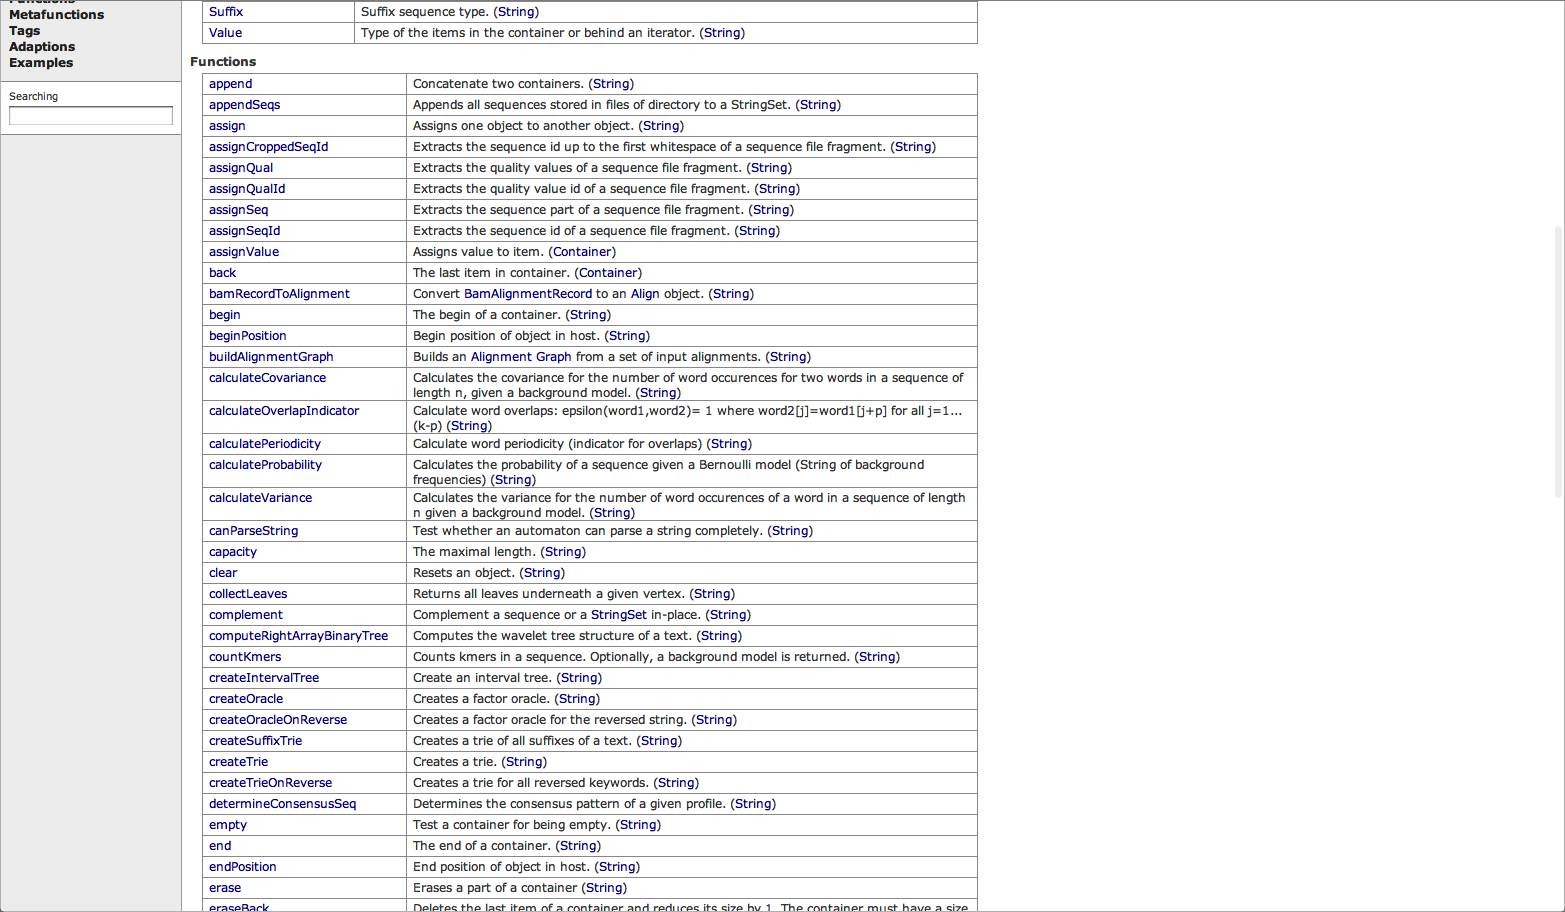 Functions
Metafunctions
Tags
Adaptions
Examples
Searching
Suffix Suffix sequence type. (String)
Value Type of the items in the container or behind an iterator. (String)
Functions
append Concatenate two containers. (String)
appendSeqs Appends all sequences stored in files of directory to a StringSet. (String)
assign Assigns one object to another object. (String)
assignCroppedSeqId Extracts the sequence id up to the first whitespace of a sequence file fragment. (String)
assignQual Extracts the quality values of a sequence file fragment. (String)
assignQualId Extracts the quality value id of a sequence file fragment. (String)
assignSeq Extracts the sequence part of a sequence file fragment. (String)
assignSeqId Extracts the sequence id of a sequence file fragment. (String)
assignValue Assigns value to item. (Container)
back The last item in container. (Container)
bamRecordToAlignment Convert BamAlignmentRecord to an Align object. (String)
begin The begin of a container. (String)
beginPosition Begin position of object in host. (String)
buildAlignmentGraph Builds an Alignment Graph from a set of input alignments. (String)
calculateCovariance Calculates the covariance for the number of word occurences for two words in a sequence of
length n, given a background model. (String)
calculateOverlapIndicator Calculate word overlaps: epsilon(word1,word2)= 1 where word2[j]=word1[j+p] for all j=1...
(k-p) (String)
calculatePeriodicity Calculate word periodicity (indicator for overlaps) (String)
calculateProbability Calculates the probability of a sequence given a Bernoulli model (String of background
frequencies) (String)
calculateVariance Calculates the variance for the number of word occurences of a word in a sequence of length
n given a background model. (String)
canParseString Test whether an automaton can parse a string completely. (String)
capacity The maximal length. (String)
clear Resets an object. (String)
collectLeaves Returns all leaves underneath a given vertex. (String)
complement Complement a sequence or a StringSet in-place. (String)
computeRightArrayBinaryTree Computes the wavelet tree structure of a text. (String)
countKmers Counts kmers in a sequence. Optionally, a background model is returned. (String)
createIntervalTree Create an interval tree. (String)
createOracle Creates a factor oracle. (String)
createOracleOnReverse Creates a factor oracle for the reversed string. (String)
createSuffixTrie Creates a trie of all suffixes of a text. (String)
createTrie Creates a trie. (String)
createTrieOnReverse Creates a trie for all reversed keywords. (String)
determineConsensusSeq Determines the consensus pattern of a given profile. (String)
empty Test a container for being empty. (String)
end The end of a container. (String)
endPosition End position of object in host. (String)
erase Erases a part of a container (String)
eraseBack Deletes the last item of a container and reduces its size by 1. The container must have a size